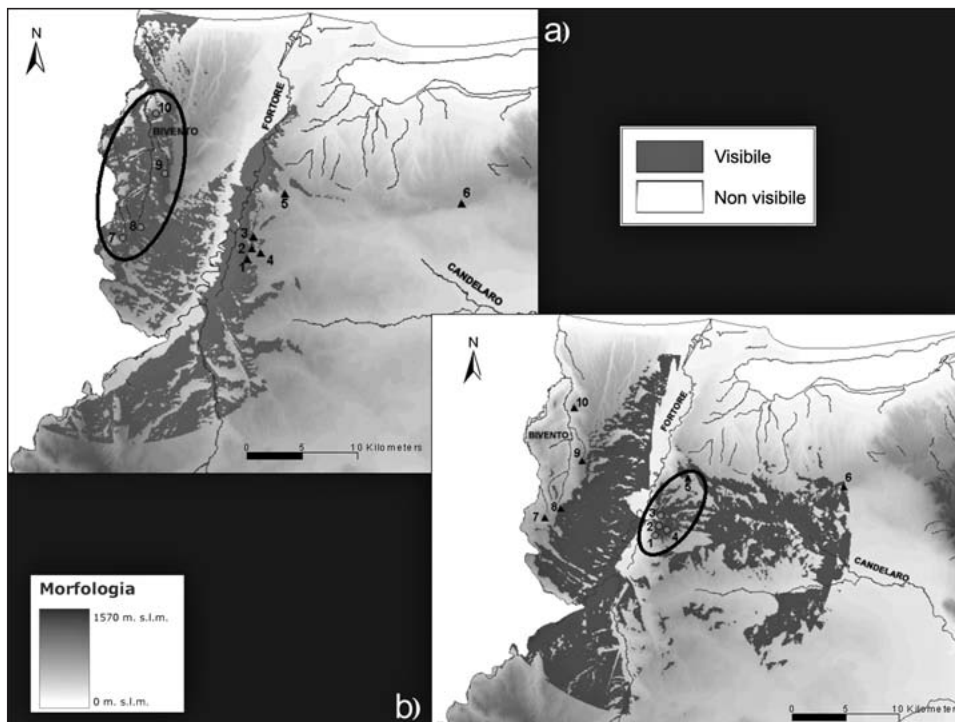 a)
N
10
BIVENTO
FORTORE
9
5
6
8
7
3
2
4
1
CANDELARO
0 5 10 Kilometers
Visibile
Non visibile
N
10
BIVENTO
FORTORE
9
5
6
8
7
3
2
4
1
CANDELARO
0 5 10 Kilometers
Morfologia
1570 m. s.l.m.
0 m. s.l.m.
b)